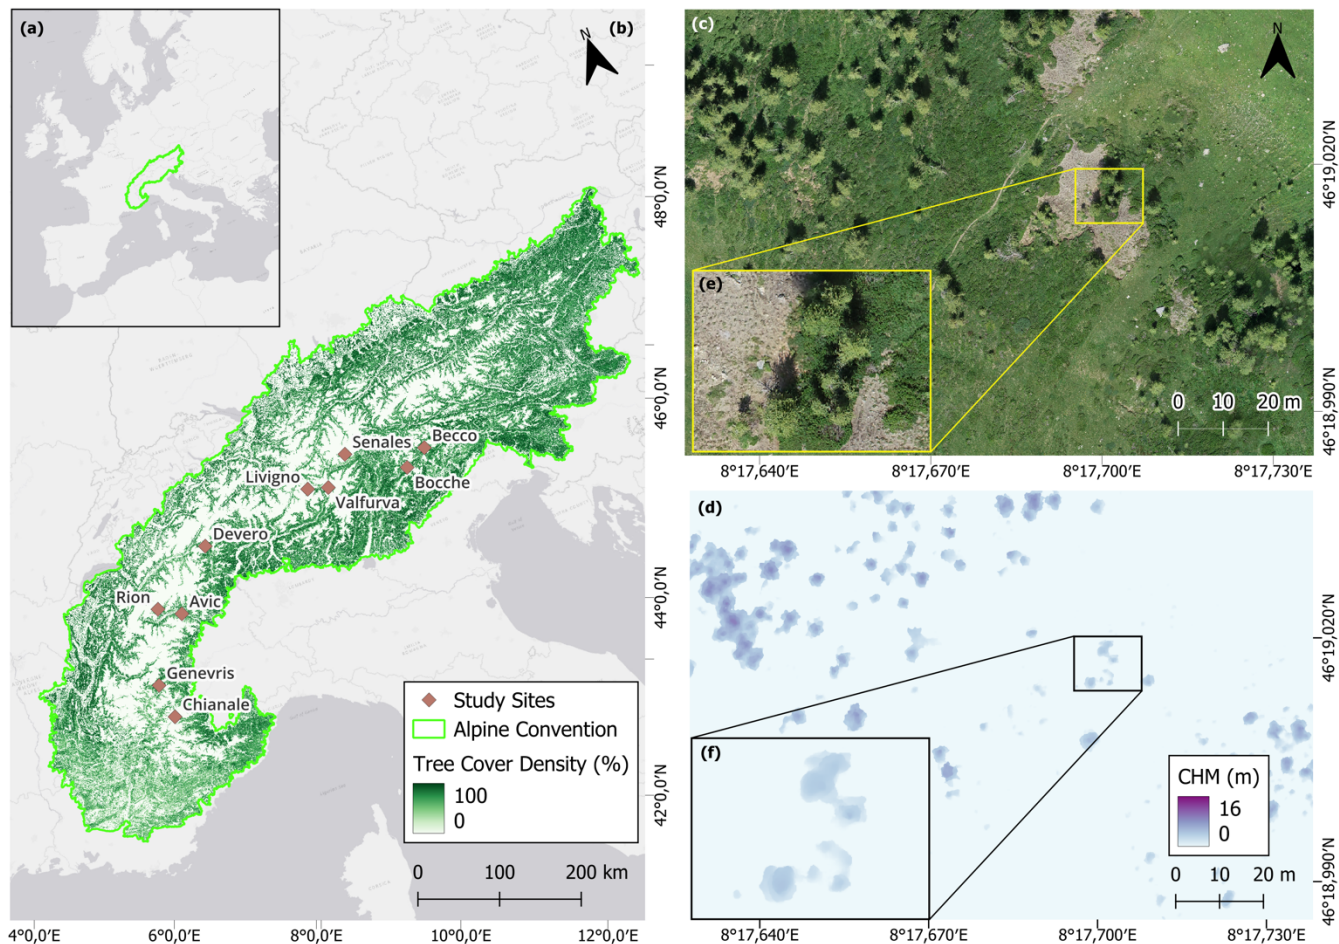 (a)
(b)
N
48°0,0'N
46°0,0'N
44°0,0'N
42°0,0'N
Senales
Becco
Livigno
Bocche
Valfurva
Devero
Rion
Avic
Genevris
Chianale
Study Sites
Alpine Convention
Tree Cover Density (%)
100
0
0 100 200 km
4°0,0'E 6°0,0'E 8°0,0'E 10°0,0'E 12°0,0'E
(c)
N
46°19,020'N
46°18,990'N
(e)
0 10 20 m
8°17,640'E 8°17,670'E 8°17,700'E 8°17,730'E
(d)
46°19,020'N
46°18,990'N
(f)
CHM (m)
16
0
0 10 20 m
8°17,640'E 8°17,670'E 8°17,700'E 8°17,730'E